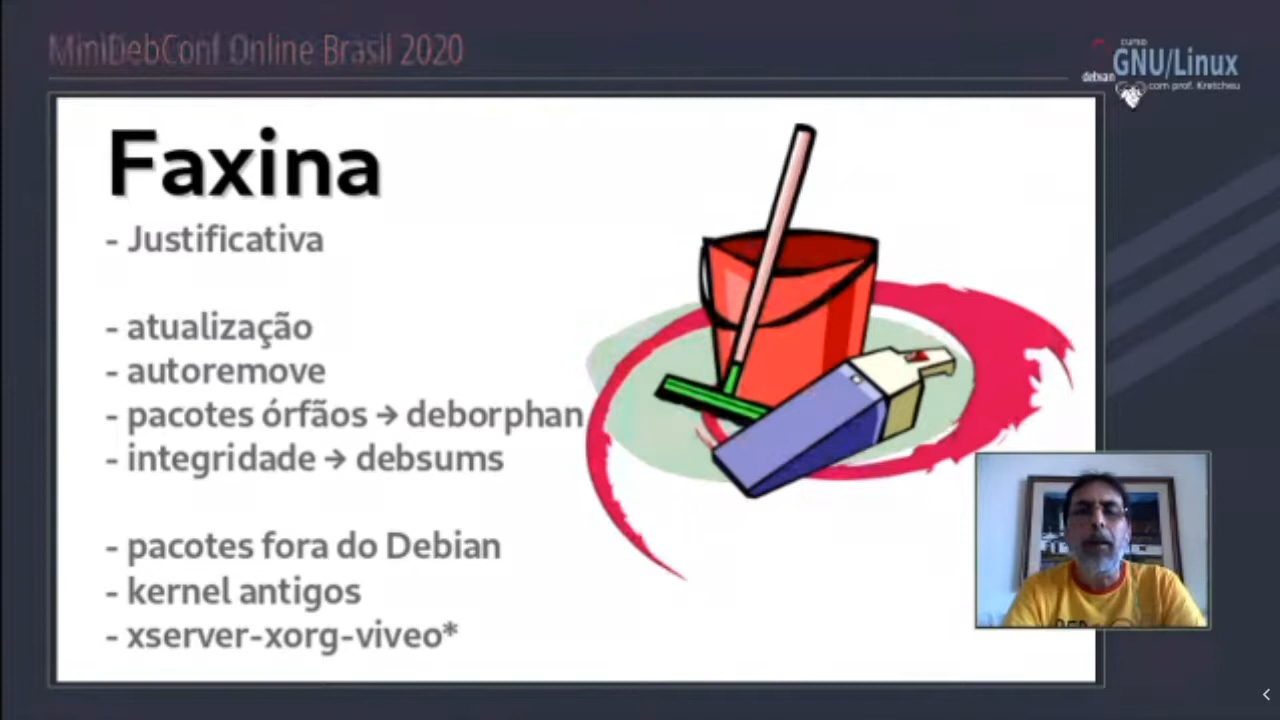 MiniDebConf Online Brasil 2020
curso
debian GNU/Linux
com prof. Kretcheu
Faxina
- Justificativa
- atualização
- autoremove
- pacotes órfãos → deborphan
- integridade → debsums
- pacotes fora do Debian
- kernel antigos
- xserver-xorg-viveo*